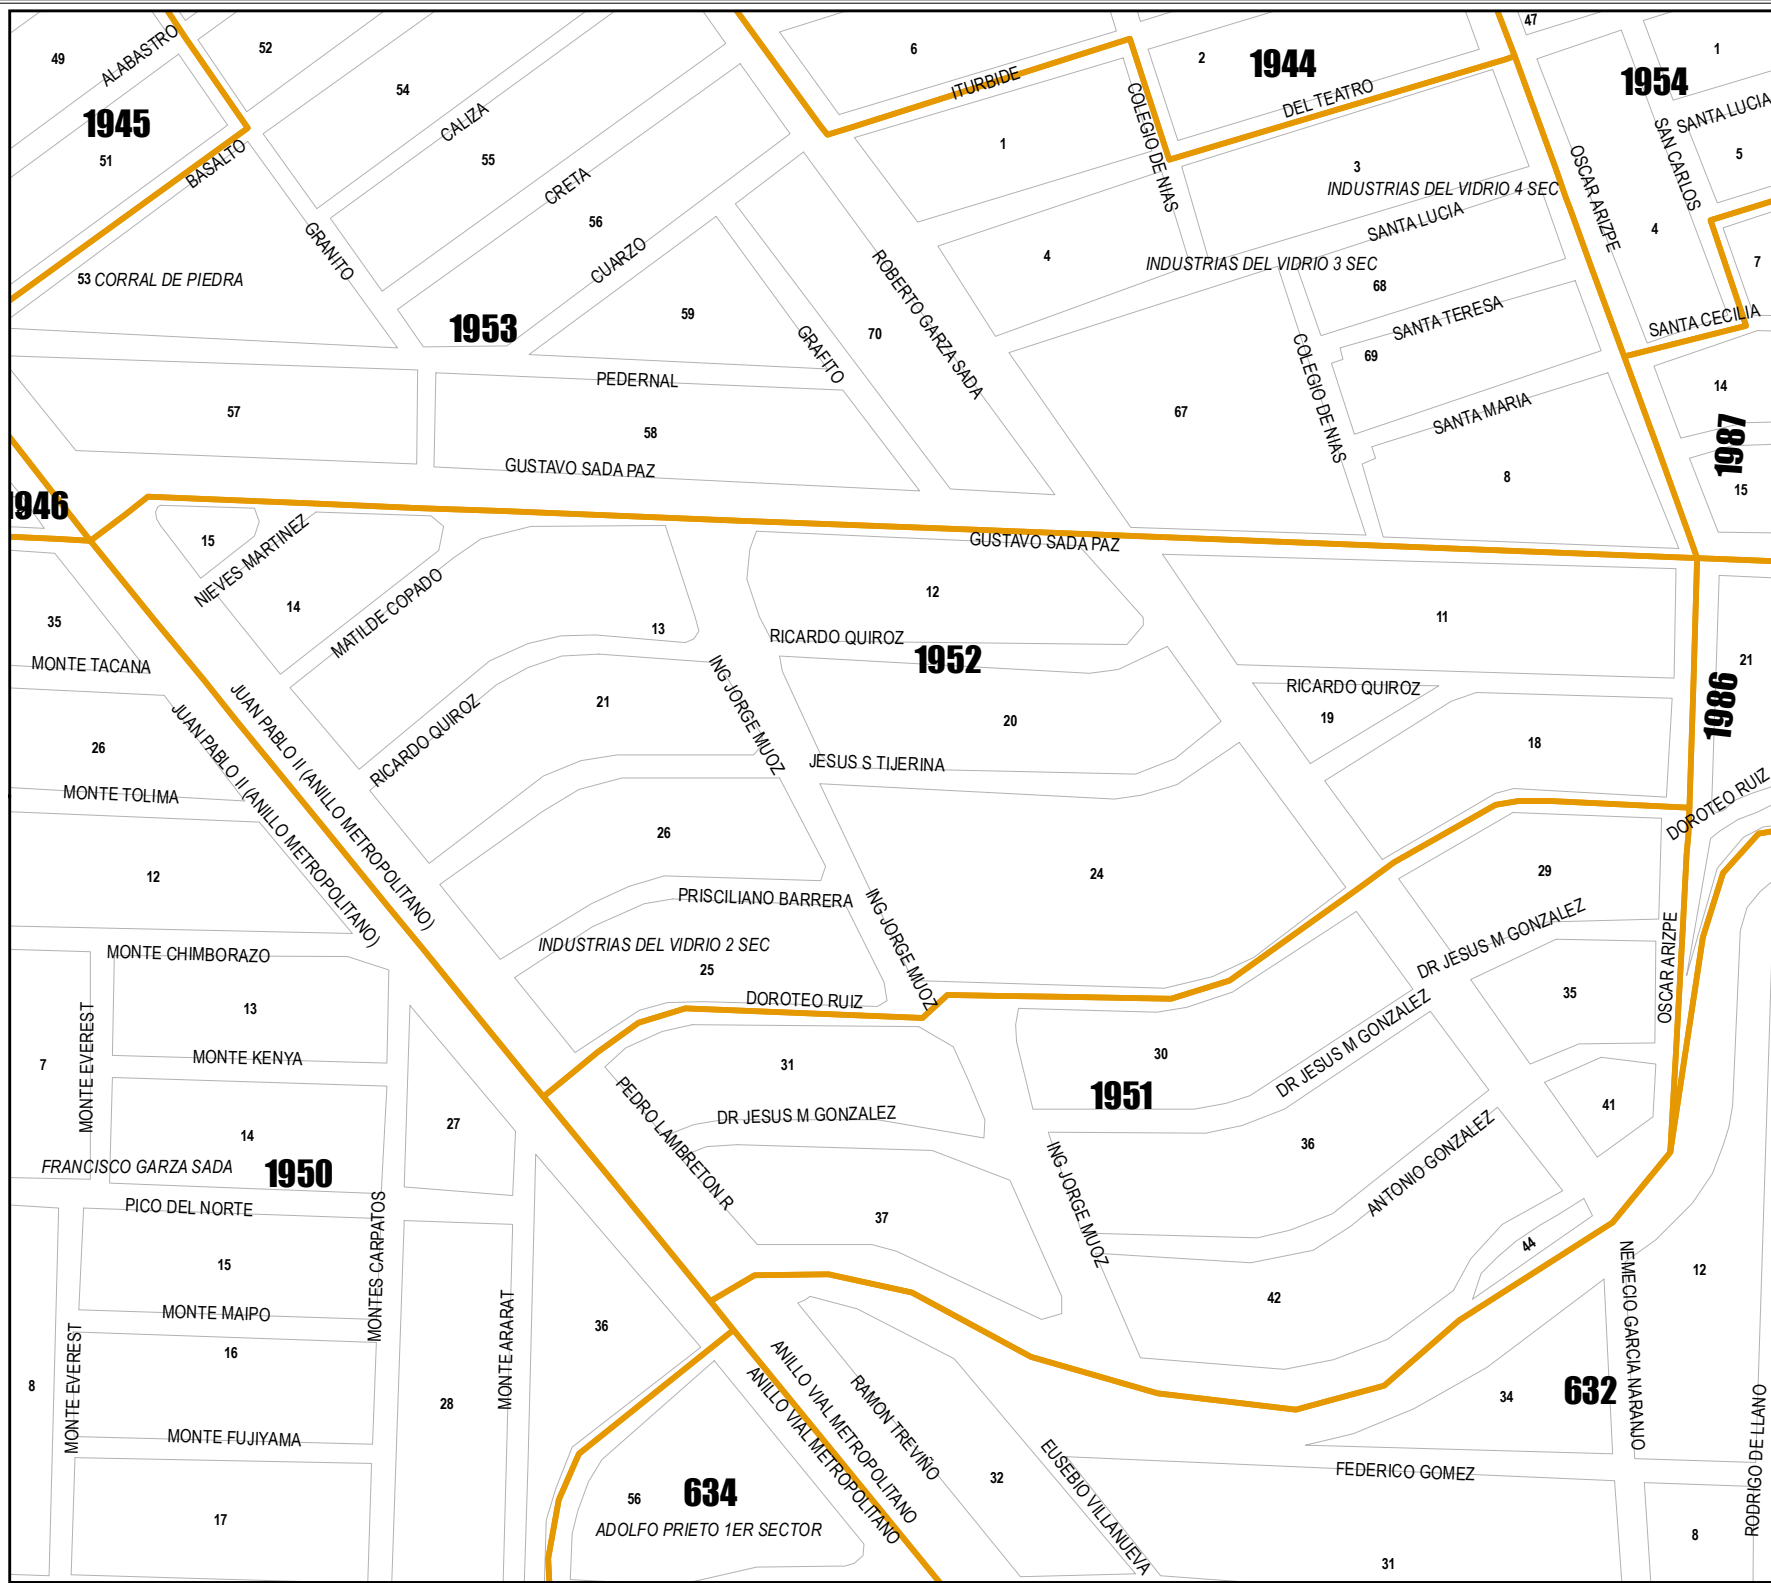 49
ALABASTRO
52
6
2
1944
47
1
1945
54
ITURBIDE
DEL TEATRO
1954
SANTA LUCIA
51
BASALTO
CALIZA
55
1
COLEGIO DE NIAS
3
OSCAR ARIZPE
SAN CARLOS
5
CRETA
INDUSTRIAS DEL VIDRIO 4 SEC
56
SANTA LUCIA
4
GRANITO
CUARZO
ROBERTO GARZA SADA
4
INDUSTRIAS DEL VIDRIO 3 SEC
7
53 CORRAL DE PIEDRA
68
1953
59
GRAFITO
70
SANTA TERESA
SANTA CECILIA
69
COLEGIO DE NIAS
PEDERNAL
14
57
58
67
SANTA MARIA
1987
GUSTAVO SADA PAZ
8
15
1946
15
NIEVES MARTINEZ
GUSTAVO SADA PAZ
14
MATILDE COPADO
12
11
35
13
RICARDO QUIROZ
1952
MONTE TACANA
JUAN PABLO II (ANILLO METROPOLITANO)
JUAN PABLO II (ANILLO METROPOLITANO)
RICARDO QUIROZ
21
ING JORGE MUOZ
20
RICARDO QUIROZ
19
21
1986
26
18
JESUS S TIJERINA
MONTE TOLIMA
DOROTEO RUIZ
26
12
24
29
PRISCILIANO BARRERA
ING JORGE MUOZ
DR JESUS M GONZALEZ
OSCAR ARIZPE
INDUSTRIAS DEL VIDRIO 2 SEC
MONTE CHIMBORAZO
25
DOROTEO RUIZ
13
35
MONTE EVEREST
MONTE KENYA
7
31
30
DR JESUS M GONZALEZ
PEDRO LAMBRETON R
1951
DR JESUS M GONZALEZ
41
27
14
36
FRANCISCO GARZA SADA
1950
ING JORGE MUOZ
ANTONIO GONZALEZ
PICO DEL NORTE
MONTES CARPATOS
37
44
15
NEMECIO GARCIA NARANJO
12
MONTE MAIPO
MONTE ARARAT
42
36
16
MONTE EVEREST
8
28
ANILLO VIAL METROPOLITANO
ANILLO VIAL METROPOLITANO
RAMON TREVIÑO
34
632
RODRIGO DE LLANO
MONTE FUJIYAMA
EUSEBIO VILLANUEVA
FEDERICO GOMEZ
56
634
32
17
ADOLFO PRIETO 1ER SECTOR
31
8